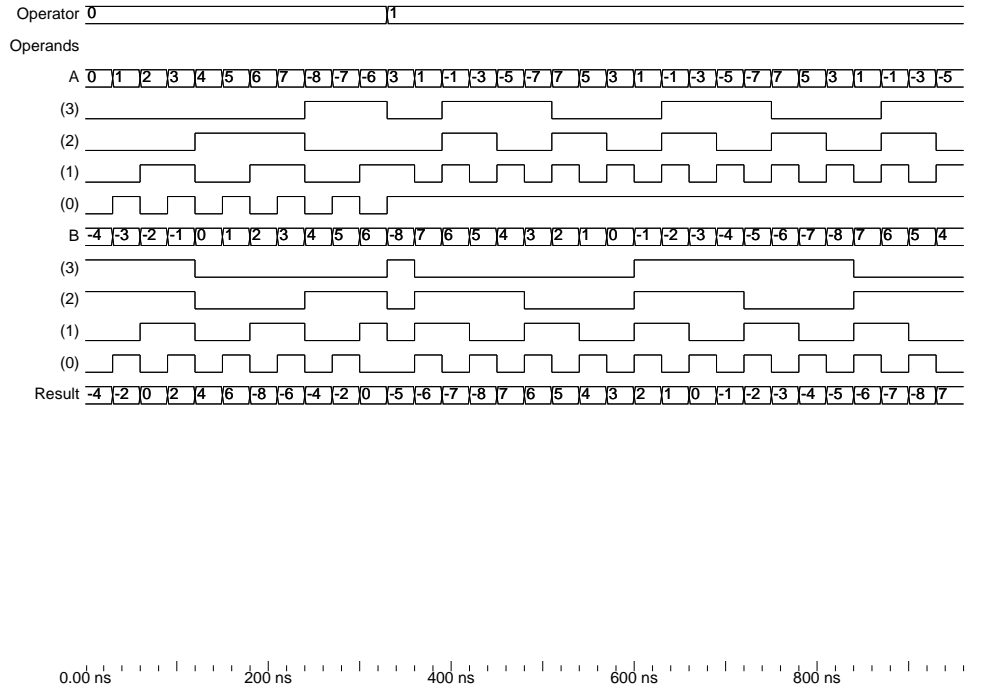 Operator 0 1
Operands
A 0 1 2 3 4 5 6 7 -8 -7 -6 3 1 -1 -3 -5 -7 7 5 3 1 -1 -3 -5 -7 7 5 3 1 -1 -3 -5
(3)
(2)
(1)
(0)
B -4 -3 -2 -1 0 1 2 3 4 5 6 -8 7 6 5 4 3 2 1 0 -1 -2 -3 -4 -5 -6 -7 -8 7 6 5 4
(3)
(2)
(1)
(0)
Result -4 -2 0 2 4 6 -8 -6 -4 -2 0 -5 -6 -7 -8 7 6 5 4 3 2 1 0 -1 -2 -3 -4 -5 -6 -7 -8 7
0.00 ns 200 ns 400 ns 600 ns 800 ns